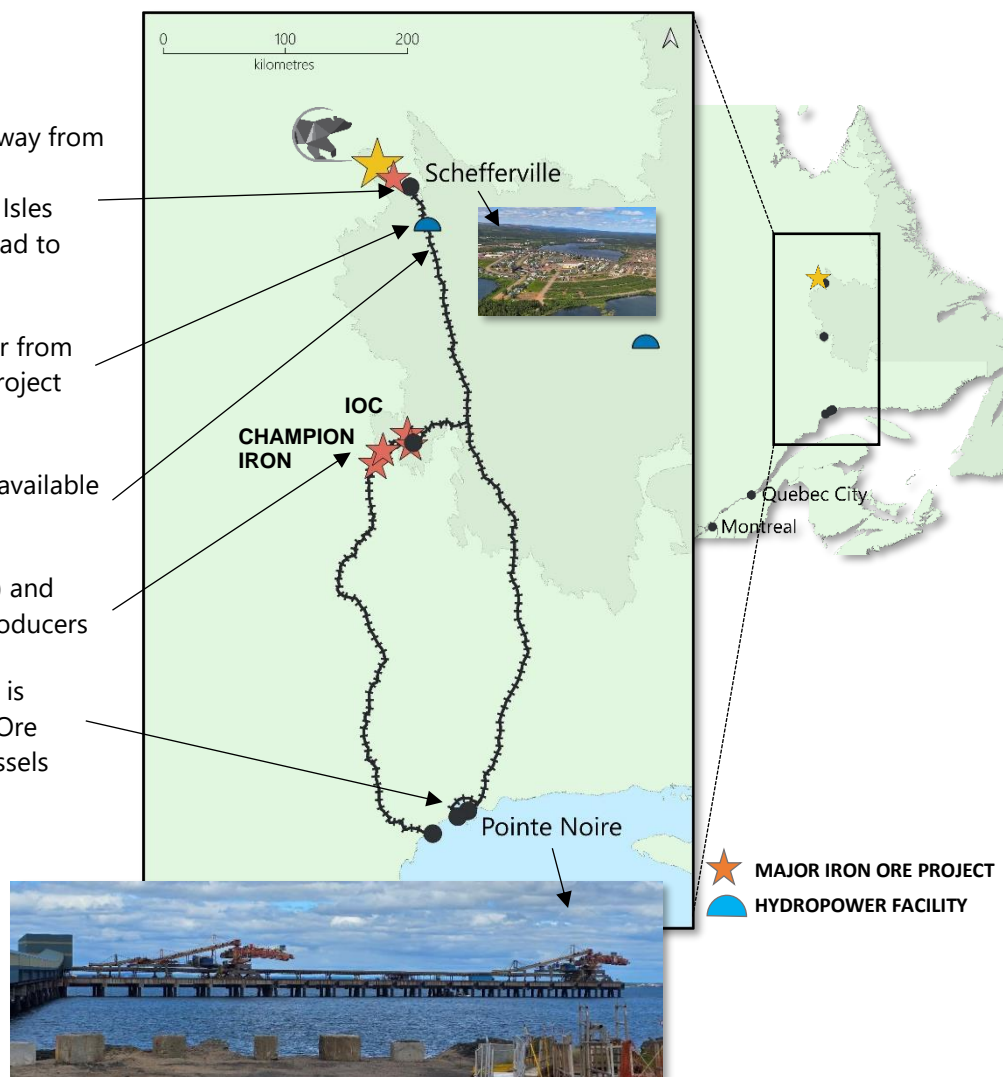 0 100 200
kilometres
way from
Isles
ad to
r from
roject
available
and
oducers
is
Ore
ssels
Schefferville
IOC
CHAMPION
IRON
Pointe Noire
Quebec City
Montreal
MAJOR IRON ORE PROJECT
HYDROPOWER FACILITY